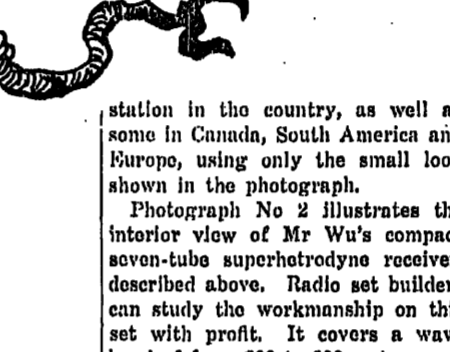 station in the country, as well a
some in Canada, South America an
Europe, using only the small loo
shown in the photograph.
Photograph No 2 illustrates th
interior view of Mr Wu's compac
seven-tube superhetrodyne receive
described above. Radio set builder
can study the workmanship on thi
set with profit. It covers a wav